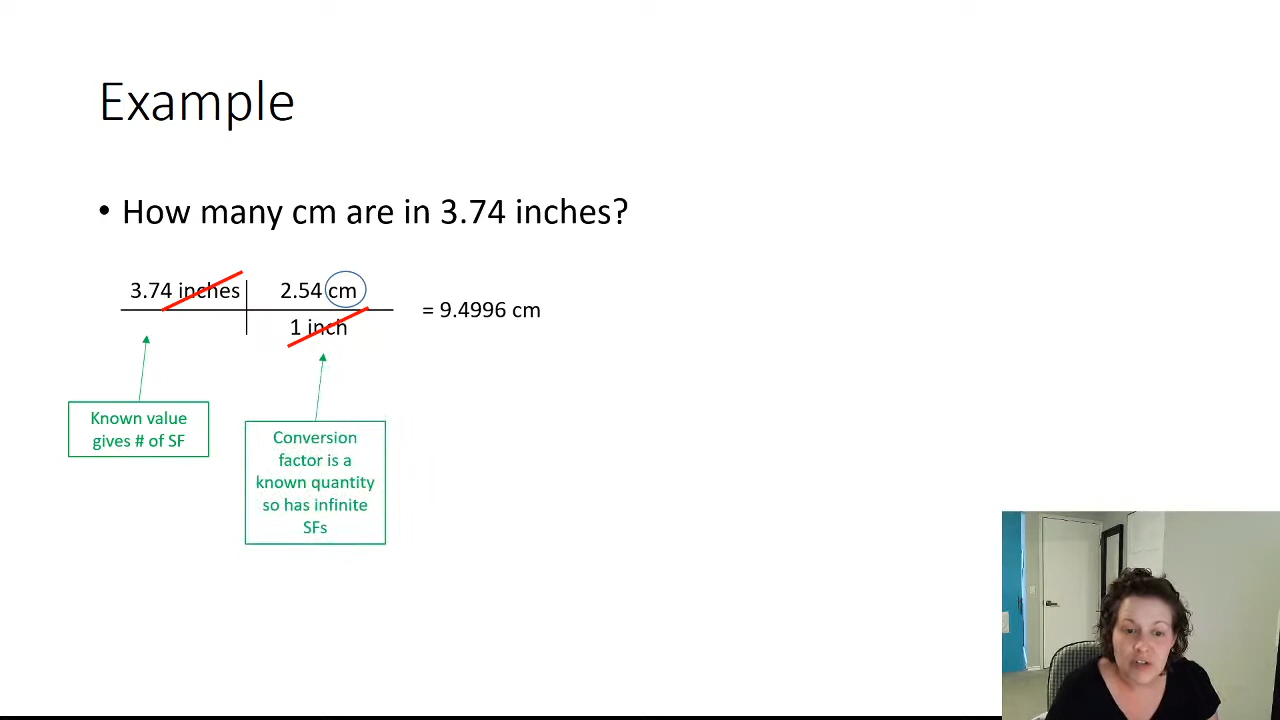 Example
• How many cm are in 3.74 inches?
3.74 inches 2.54 cm
= 9.4996 cm
1 inch
Known value
gives # of SF
Conversion
factor is a
known quantity
so has infinite
SFs